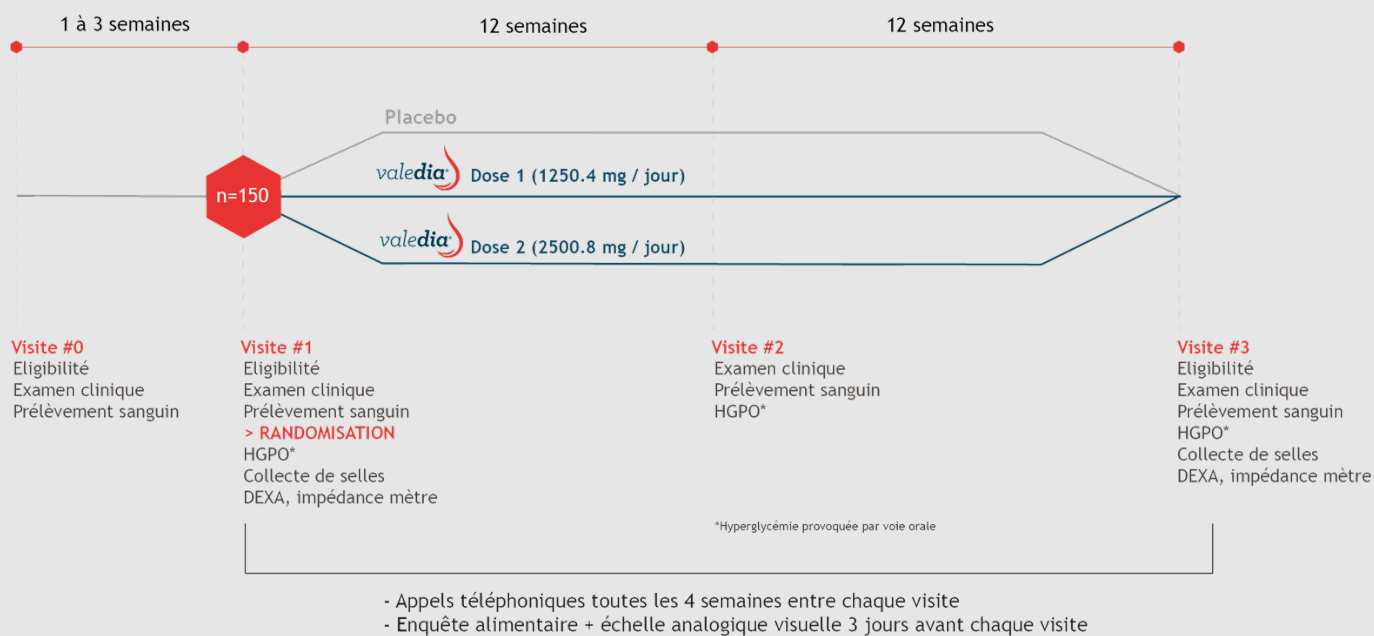 1 à 3 semaines
12 semaines
12 semaines
Placebo
valedia® Dose 1 (1250.4 mg / jour)
n=150
valedia® Dose 2 (2500.8 mg / jour)
Visite #0
Eligibilité
Examen clinique
Prélèvement sanguin
Visite #1
Eligibilité
Examen clinique
Prélèvement sanguin
> RANDOMISATION
HGPO*
Collecte de selles
DEXA, impédance mètre
Visite #2
Examen clinique
Prélèvement sanguin
HGPO*
Visite #3
Eligibilité
Examen clinique
Prélèvement sanguin
HGPO*
Collecte de selles
DEXA, impédance mètre
*Hyperglycémie provoquée par voie orale
- Appels téléphoniques toutes les 4 semaines entre chaque visite
- Enquête alimentaire + échelle analogique visuelle 3 jours avant chaque visite